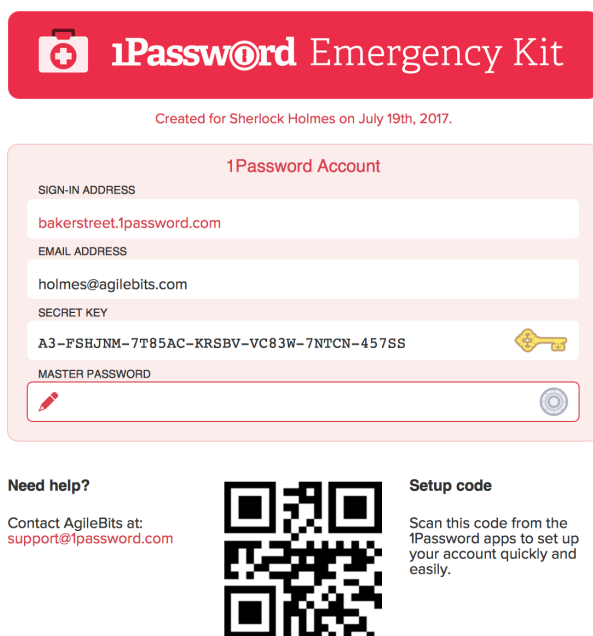 1Password Emergency Kit
Created for Sherlock Holmes on July 19th, 2017.
1Password Account
SIGN-IN ADDRESS
bakerstreet.1password.com
EMAIL ADDRESS
holmes@agilebits.com
SECRET KEY
A3-FSHJNM-7T85AC-KRSBV-VC83W-7NTCN-457SS
MASTER PASSWORD
Need help?
Contact AgileBits at:
support@1password.com
Setup code
Scan this code from the
1Password apps to set up
your account quickly and
easily.